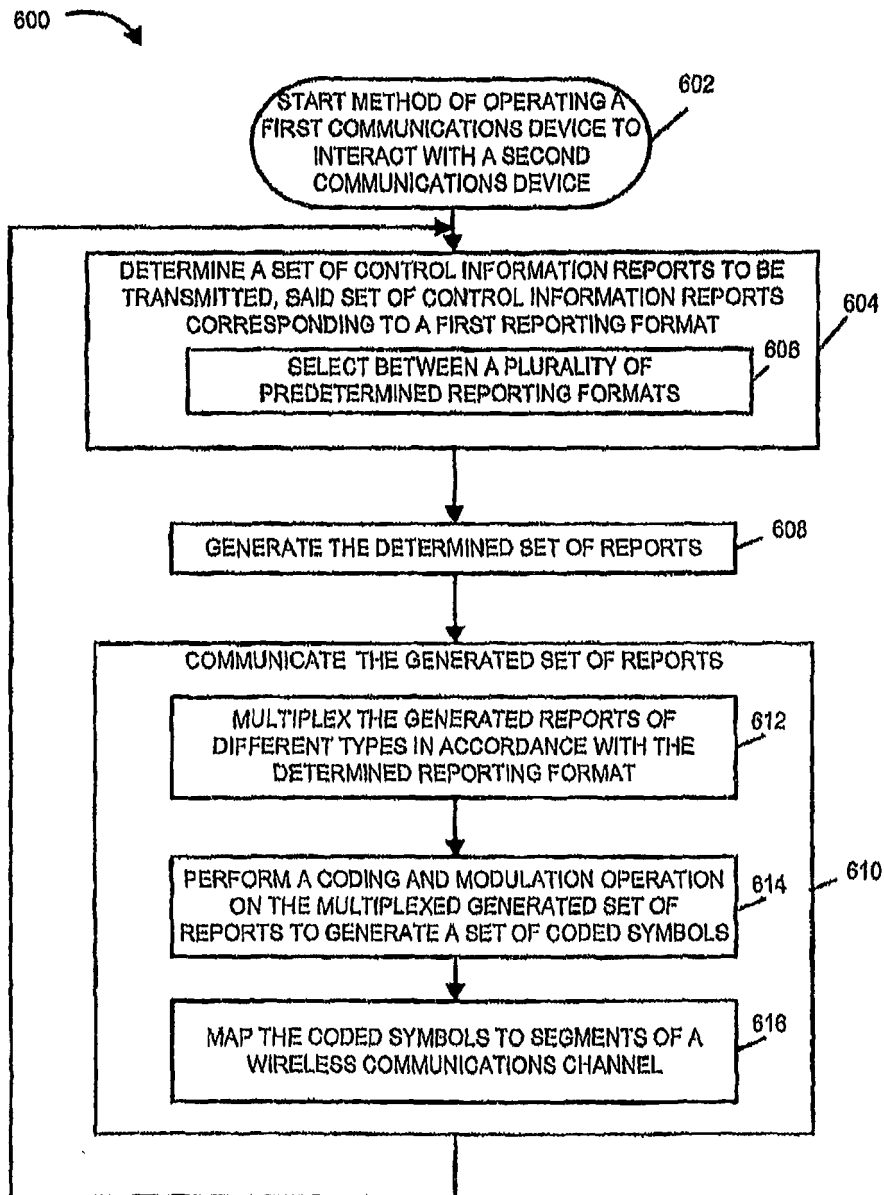 600
START METHOD OF OPERATING A
FIRST COMMUNICATIONS DEVICE TO
INTERACT WITH A SECOND
COMMUNICATIONS DEVICE
602
DETERMINE A SET OF CONTROL INFORMATION REPORTS TO BE
TRANSMITTED, SAID SET OF CONTROL INFORMATION REPORTS
CORRESPONDING TO A FIRST REPORTING FORMAT
604
606
SELECT BETWEEN A PLURALITY OF
PREDETERMINED REPORTING FORMATS
GENERATE THE DETERMINED SET OF REPORTS
608
COMMUNICATE THE GENERATED SET OF REPORTS
MULTIPLEX THE GENERATED REPORTS OF
DIFFERENT TYPES IN ACCORDANCE WITH THE
DETERMINED REPORTING FORMAT
612
PERFORM A CODING AND MODULATION OPERATION
ON THE MULTIPLEXED GENERATED SET OF
REPORTS TO GENERATE A SET OF CODED SYMBOLS
614
610
MAP THE CODED SYMBOLS TO SEGMENTS OF A
WIRELESS COMMUNICATIONS CHANNEL
616